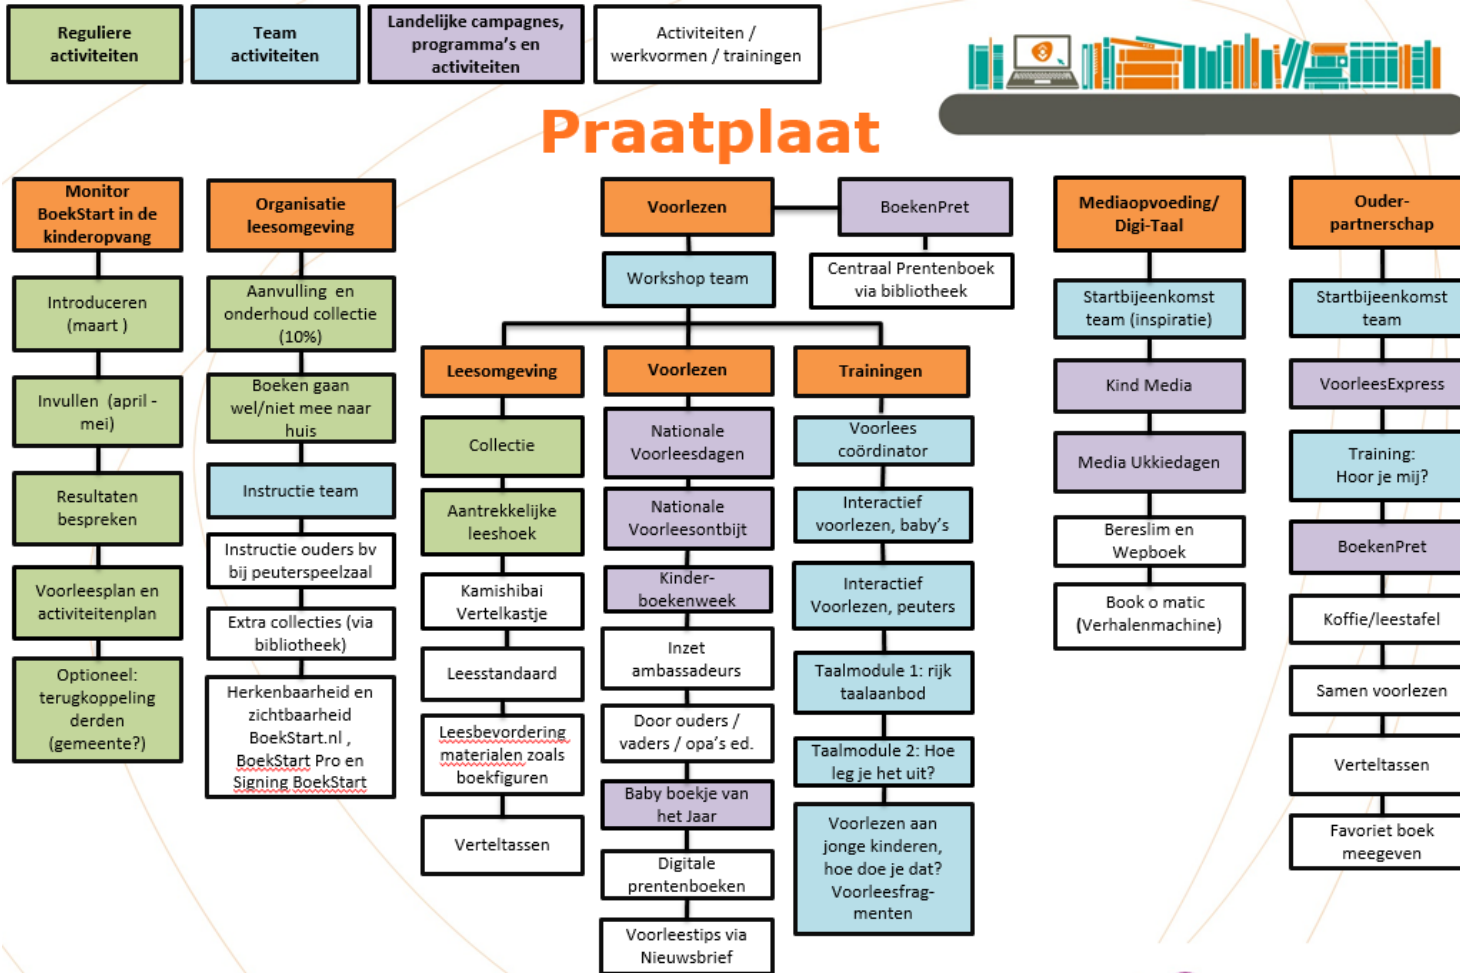 Reguliere
activiteiten
Team
activiteiten
Landelijke campagnes,
programma's en
activiteiten
Activiteiten /
werkvormen / trainingen
Praatplaat
Monitor
BoekStart in de
kinderopvang
Introduceren
(maart )
Invullen (april -
mei)
Resultaten
bespreken
Voorleesplan en
activiteitenplan
Optioneel:
terugkoppeling
derden
(gemeente?)
Organisatie
leesomgeving
Aanvulling en
onderhoud collectie
(10%)
Boeken gaan
wel/niet mee naar
huis
Instructie team
Instructie ouders bv
bij peuterspeelzaal
Extra collecties (via
bibliotheek)
Herkenbaarheid en
zichtbaarheid
BoekStart.nl ,
BoekStart Pro en
Signing BoekStart
Voorlezen
BoekenPret
Workshop team
Centraal Prentenboek
via bibliotheek
Leesomgeving
Collectie
Aantrekkelijke
leeshoek
Kamishibai
Vertelkastje
Leesstandaard
Leesbevordering
materialen zoals
boekfiguren
Verteltassen
Voorlezen
Nationale
Voorleesdagen
Nationale
Voorleesontbijt
Kinder-
boekenweek
Inzet
ambassadeurs
Door ouders /
vaders / opa's ed.
Baby boekje van
het Jaar
Digitale
prentenboeken
Voorleestips via
Nieuwsbrief
Trainingen
Voorlees
coördinator
Interactief
voorlezen, baby's
Interactief
Voorlezen, peuters
Taalmodule 1: rijk
taalaanbod
Taalmodule 2: Hoe
leg je het uit?
Voorlezen aan
jonge kinderen,
hoe doe je dat?
Voorleesfrag-
menten
Mediaopvoeding/
Digi-Taal
Startbijeenkomst
team (inspiratie)
Kind Media
Media Ukkiedagen
Bereslim en
Wepboek
Book o matic
(Verhalenmachine)
Ouder-
partnerschap
Startbijeenkomst
team
VoorleesExpress
Training:
Hoor je mij?
BoekenPret
Koffie/leestafel
Samen voorlezen
Verteltassen
Favoriet boek
meegeven